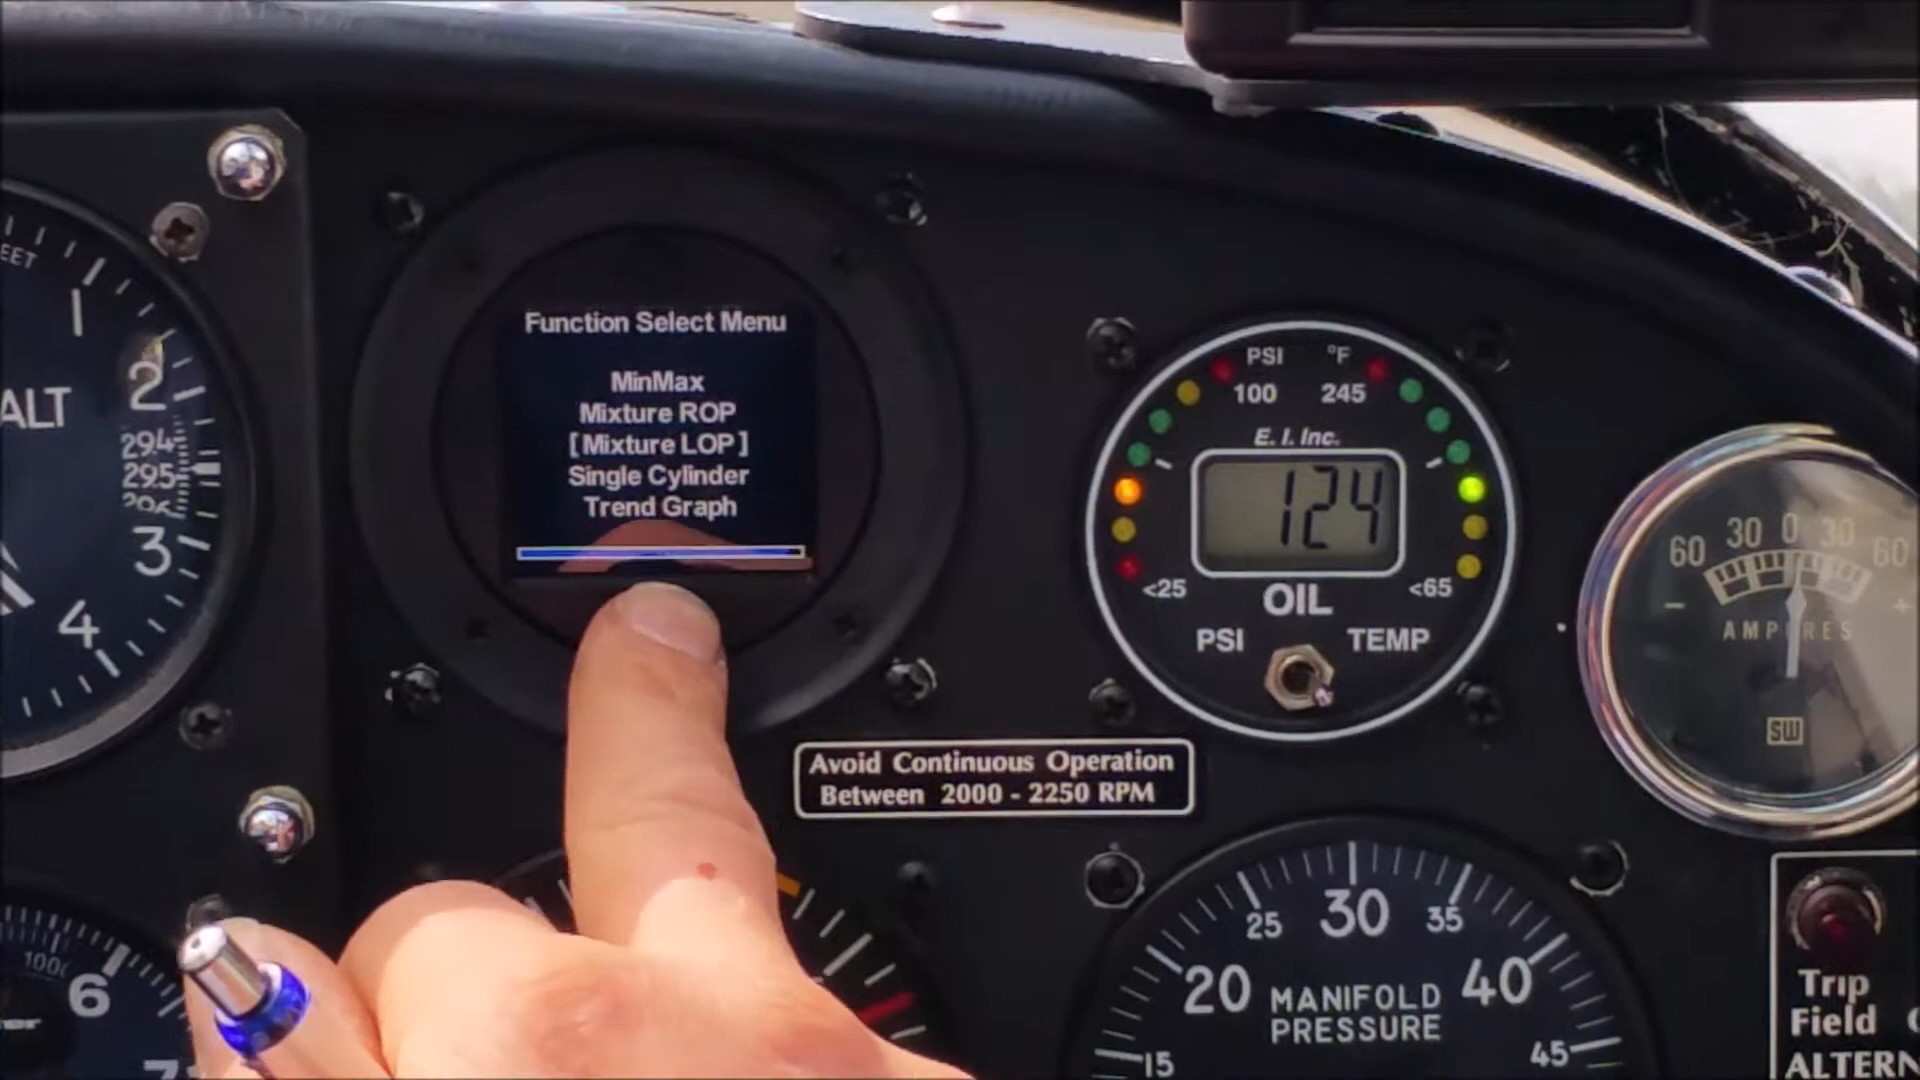 EET
1
2
ALT
29.4
29.5
3
4
Function Select Menu
MinMax
Mixture ROP
[Mixture LOP]
Single Cylinder
Trend Graph
PSI °F
100 245
E. I. Inc.
124
<25 <65
OIL
PSI TEMP
60 30 0 30 60
- +
AMPERES
SW
Avoid Continuous Operation
Between 2000 - 2250 RPM
15 20 25 30 35 40 45
MANIFOLD
PRESSURE
6
7
Trip
Field
ALTERN